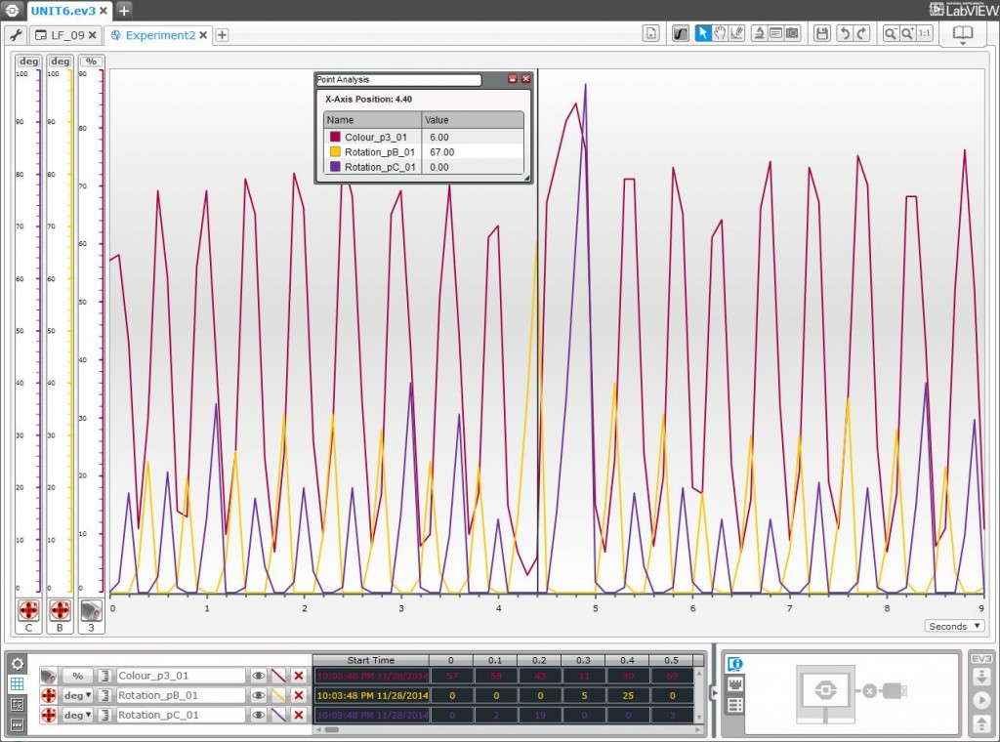 UNIT6.ev3
LabVIEW
LF_09 Experiment2
1:1
deg deg %
100 100 90
90 90 80
80 80 70
70 70 60
60 60 50
50 50 40
40 40 30
30 30 20
20 20 10
10 10
0 0 0
Point Analysis
X-Axis Position: 4.40
Name Value
Colour_p3_01 6.00
Rotation_pB_01 67.00
Rotation_pC_01 0.00
0 1 2 3 4 5 6 7 8 9
C B 3
Seconds
Start Time 0 0.1 0.2 0.3 0.4 0.5
% Colour_p3_01 10:03:48 PM 11/28/2014 57 58 43 11 30 69
deg Rotation_pB_01 10:03:48 PM 11/28/2014 0 0 0 5 25 0
deg Rotation_pC_01 10:03:48 PM 11/28/2014 0 2 19 0 0 3
EV3